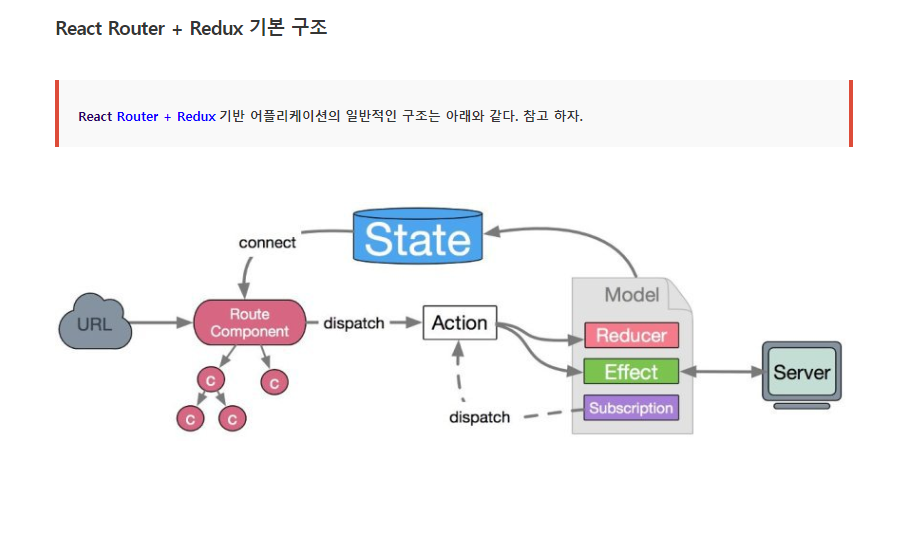 React Router + Redux 기본 구조
React Router + Redux 기반 어플리케이션의 일반적인 구조는 아래와 같다. 참고 하자.
State
connect
Model
URL
Route
Component
dispatch
Action
Reducer
Effect
Server
C
C
Subscription
C
C
dispatch